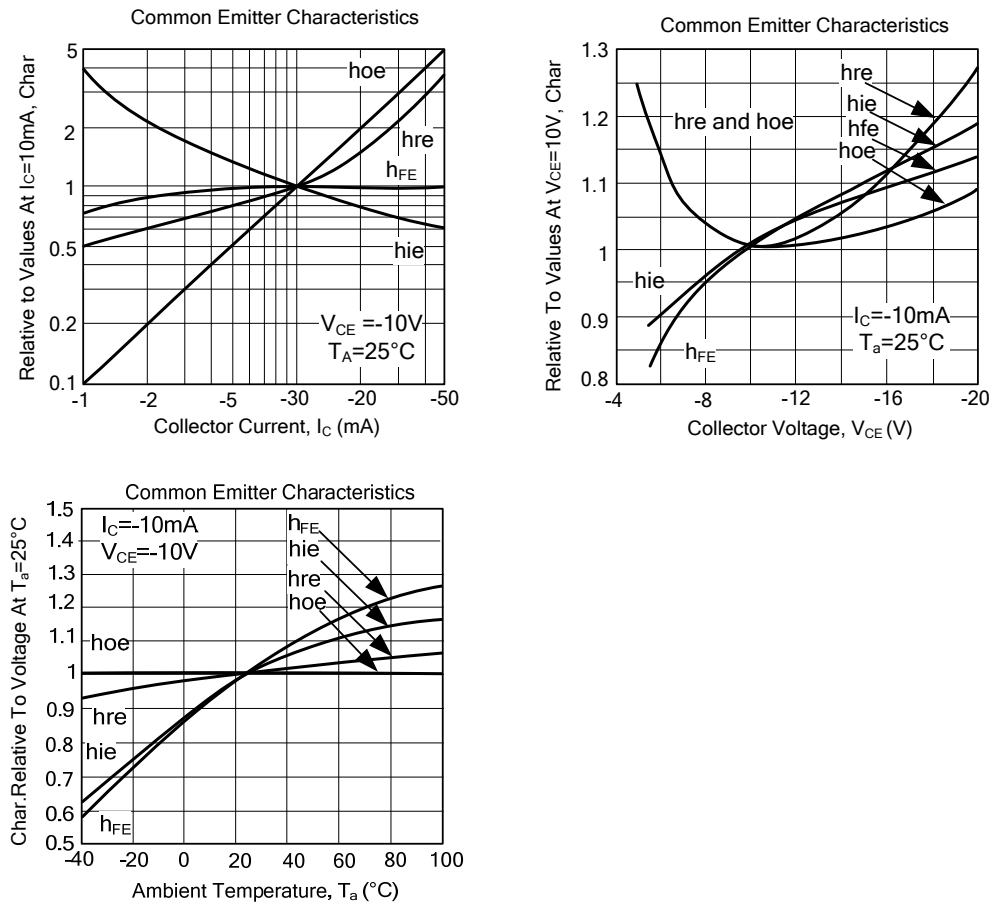 Common Emitter Characteristics
Relative to Values At IC=10mA, Char
5
2
1
0.5
0.2
0.1
hoe
hre
hFE
hie
VCE =-10V
TA=25°C
-1
-2
-5
-30
-20
-50
Collector Current, IC (mA)
Common Emitter Characteristics
Relative To Values At VCE=10V, Char
1.3
1.2
1.1
1
0.9
0.8
hre and hoe
hre
hie
hfe
hoe
hie
hFE
IC=-10mA
Ta=25°C
-4
-8
-12
-16
-20
Collector Voltage, VCE (V)
Common Emitter Characteristics
Char.Relative To Voltage At Ta=25°C
1.5
1.4
1.3
1.2
1.1
1
0.9
0.8
0.7
0.6
0.5
IC=-10mA
VCE=-10V
hFE
hie
hre
hoe
hoe
hre
hie
hFE
-40
-20
0
20
40
60
80
100
Ambient Temperature, Ta (°C)